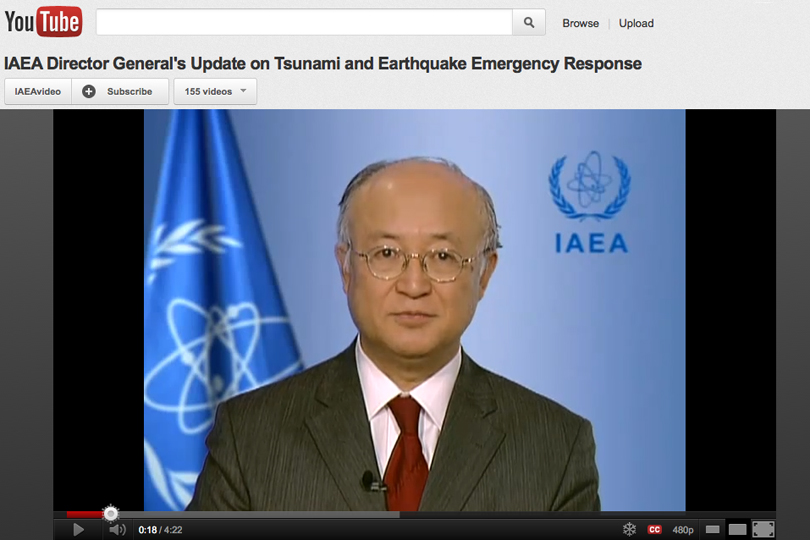 YouTube
Browse | Upload
IAEA Director General's Update on Tsunami and Earthquake Emergency Response
IAEAvideo Subscribe 155 videos
IAEA
0:18 / 4:22 CC 480p